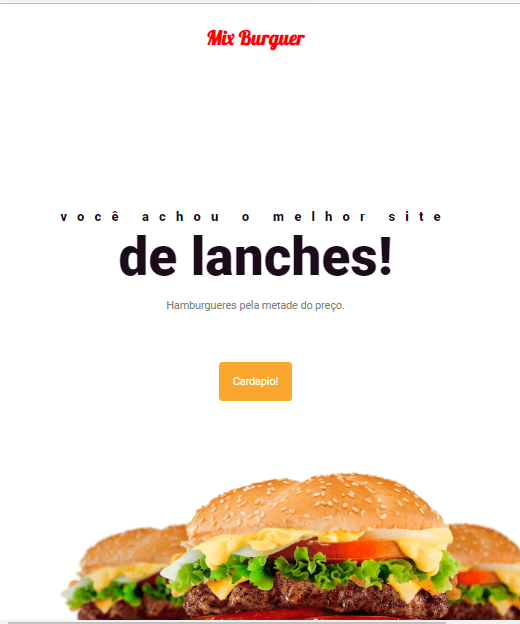 Mix Burguer
você achou o melhor site
de lanches!
Hamburgueres pela metade do preço.
Cardapio!